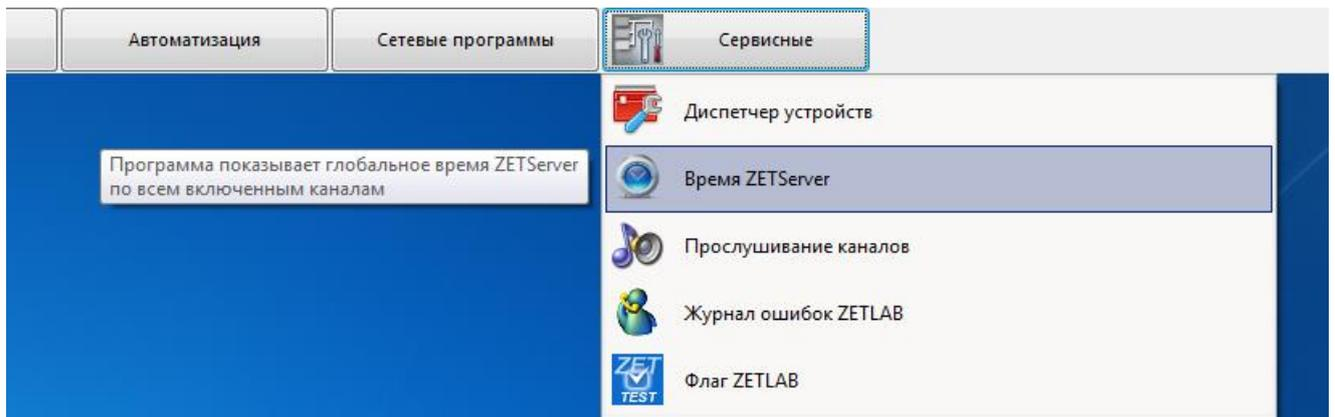 Автоматизация
Сетевые программы
Сервисные
Диспетчер устройств
Программа показывает глобальное время ZETServer
по всем включенным каналам
Время ZETServer
Прослушивание каналов
Журнал ошибок ZETLAB
ZET
TEST
Флаг ZETLAB